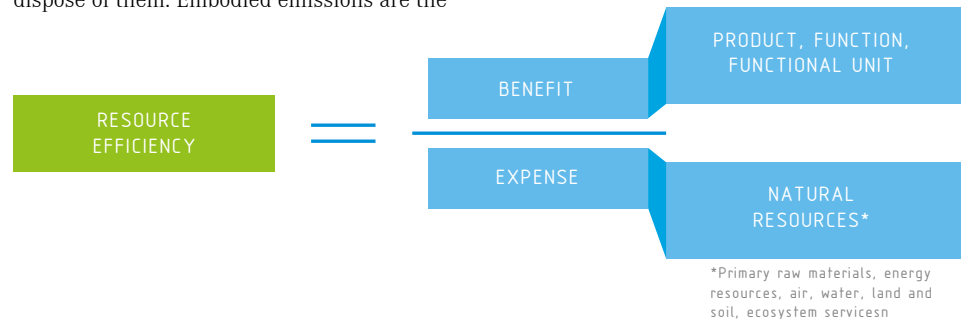 dispose of them. Embodied emissions are the
RESOURCE
EFFICIENCY
BENEFIT
PRODUCT, FUNCTION,
FUNCTIONAL UNIT
EXPENSE
NATURAL
RESOURCES*
*Primary raw materials, energy
resources, air, water, land and
soil, ecosystem servicesn